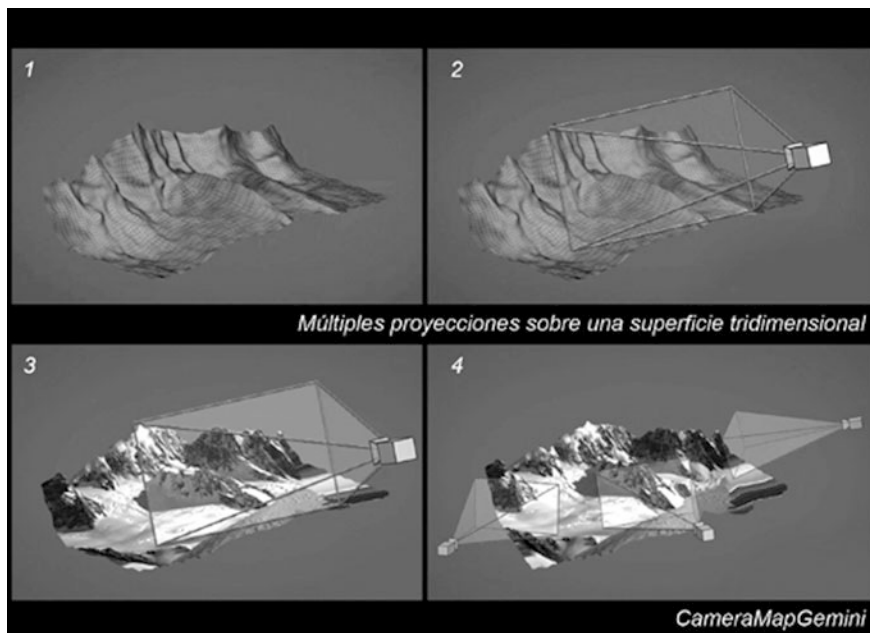 1
2
Múltiples proyecciones sobre una superficie tridimensional
3
4
CameraMapGemini